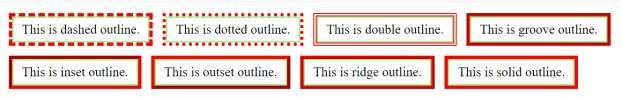 This is dashed outline. This is dotted outline. This is double outline. This is groove outline.
This is inset outline. This is outset outline. This is ridge outline. This is solid outline.